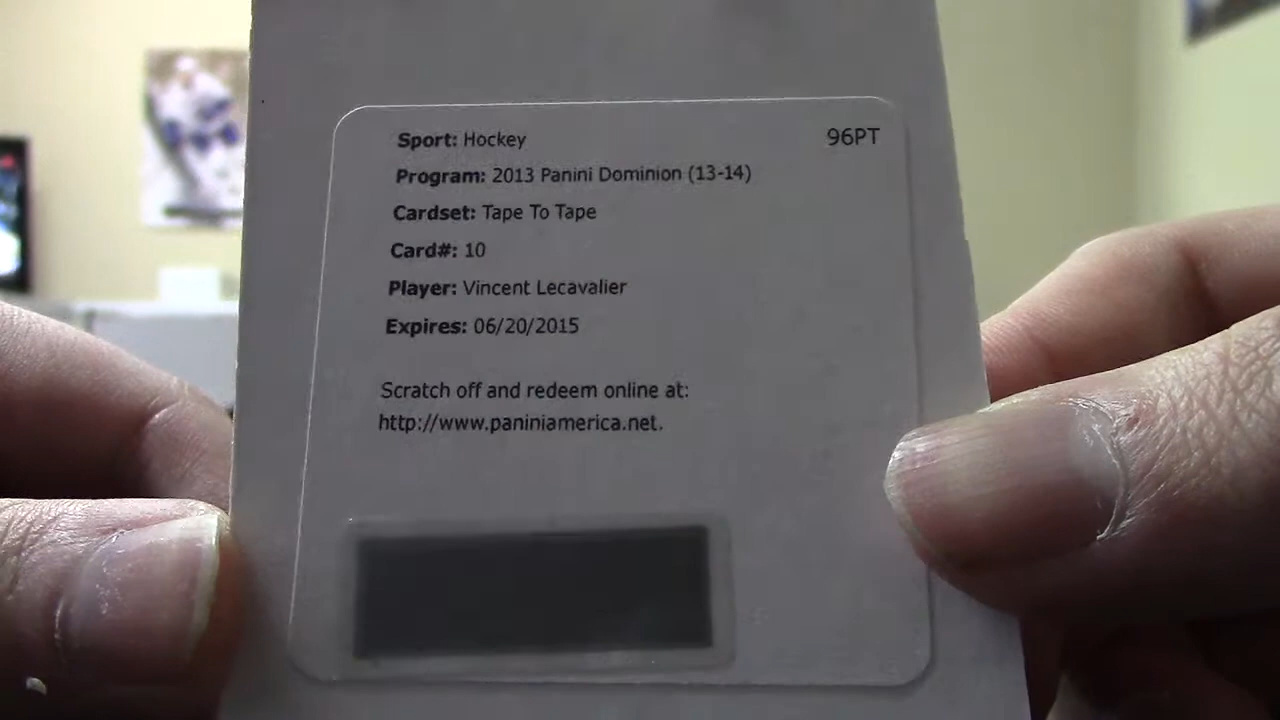 Sport: Hockey 96PT
Program: 2013 Panini Dominion (13-14)
Cardset: Tape To Tape
Card#: 10
Player: Vincent Lecavalier
Expires: 06/20/2015
Scratch off and redeem online at:
http://www.paniniamerica.net.